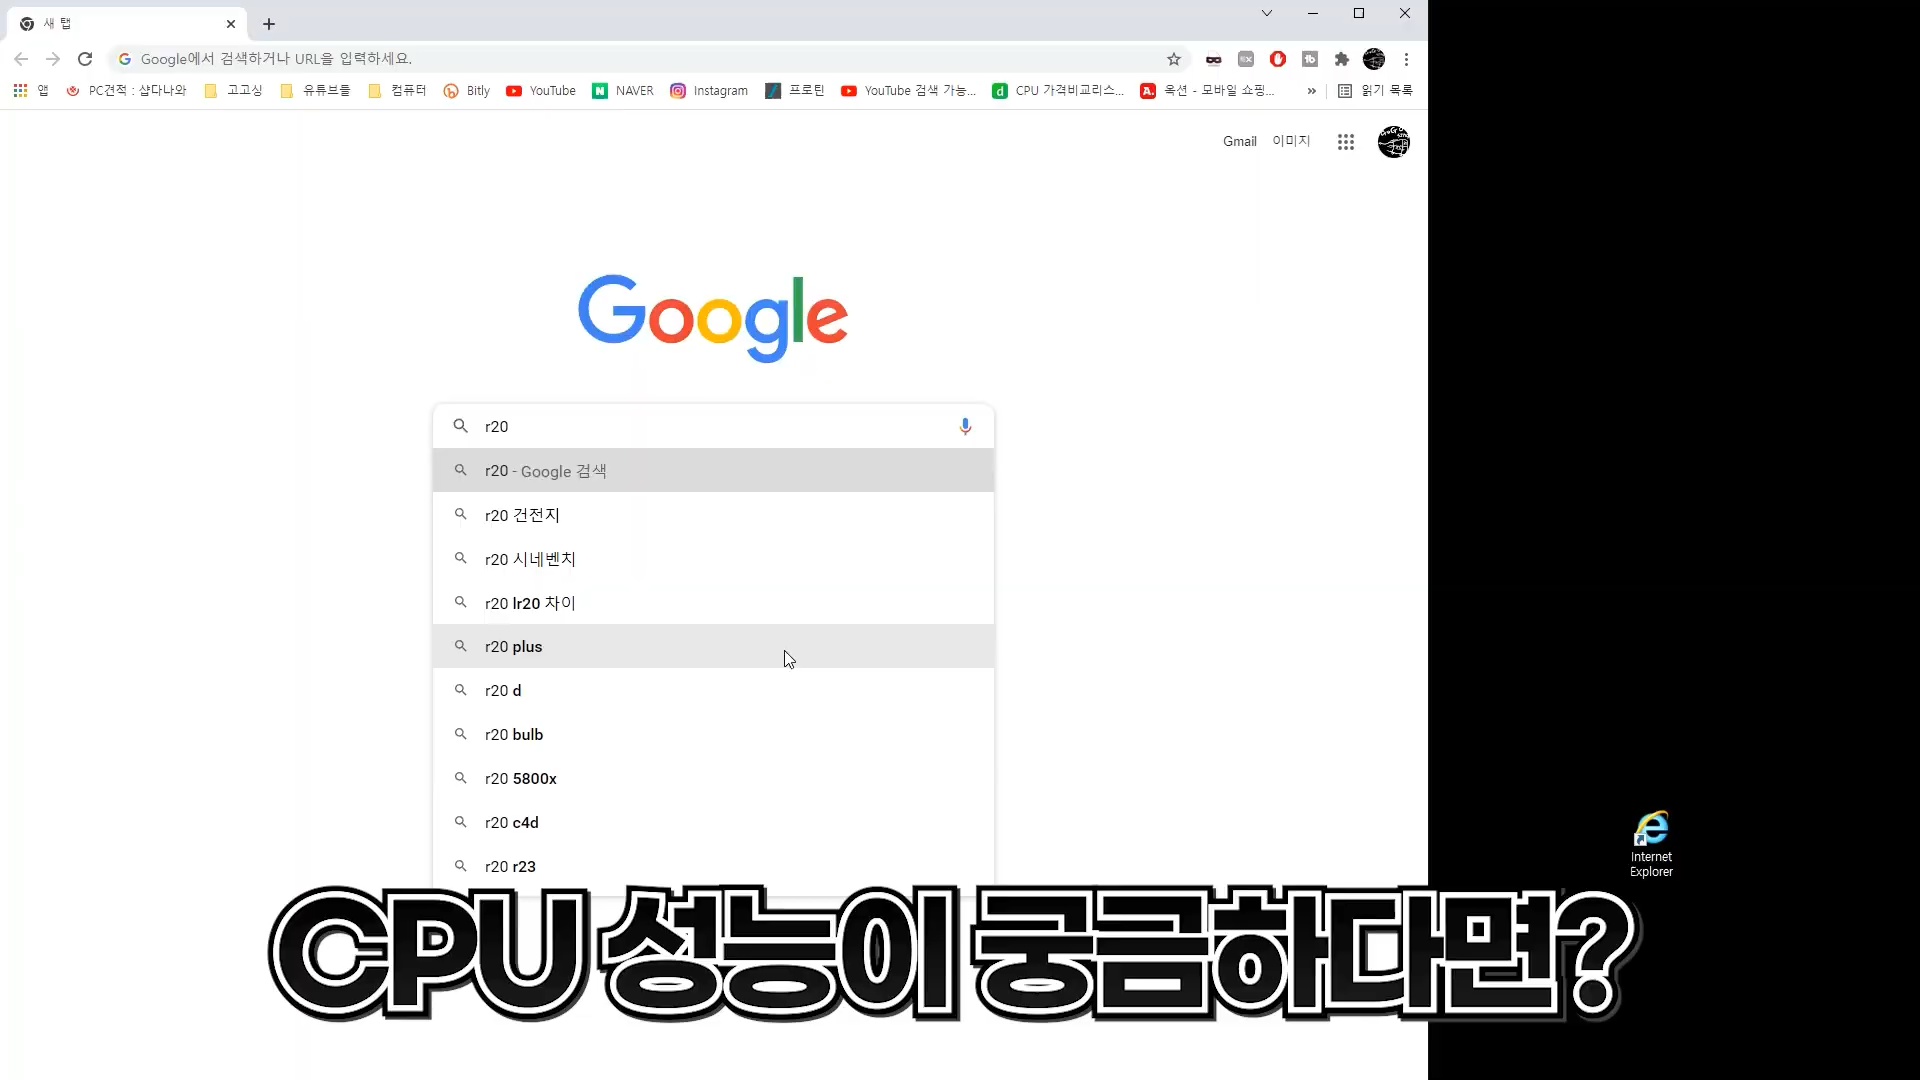 새 탭
Google에서 검색하거나 URL을 입력하세요.
앱 PC견적 : 샵다나와 고고싱 유튜브들 컴퓨터 Bitly YouTube NAVER Instagram 프로틴 YouTube 검색 가능... CPU 가격비교리스... 옥션 - 모바일 쇼핑... » 읽기 목록
Gmail 이미지
Google
r20
r20 - Google 검색
r20 건전지
r20 시네벤치
r20 lr20 차이
r20 plus
r20 d
r20 bulb
r20 5800x
r20 c4d
r20 r23
Internet
Explorer
CPU 성능이 궁금하다면?